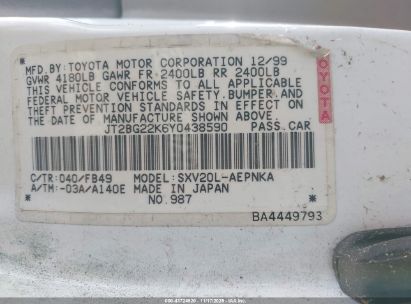 MFD.BY:TOYOTA MOTOR CORPORATION 12/99
GVWR 4180LB GAWR FR 2400LB RR 2400LB
THIS VEHICLE CONFORMS TO ALL APPLICABLE
FEDERAL MOTOR VEHICLE SAFETY,BUMPER,AND
THEFT PREVENTION STANDARDS IN EFFECT ON
THE DATE OF MANUFACTURE SHOWN ABOVE.
JT2BG22K6Y0438590 PASS.CAR
TOYOTA
C/TR:040/FB49 MODEL:SXV20L-AEPNKA
A/TM:-03A/A140E MADE IN JAPAN
NO.987
BA4449793